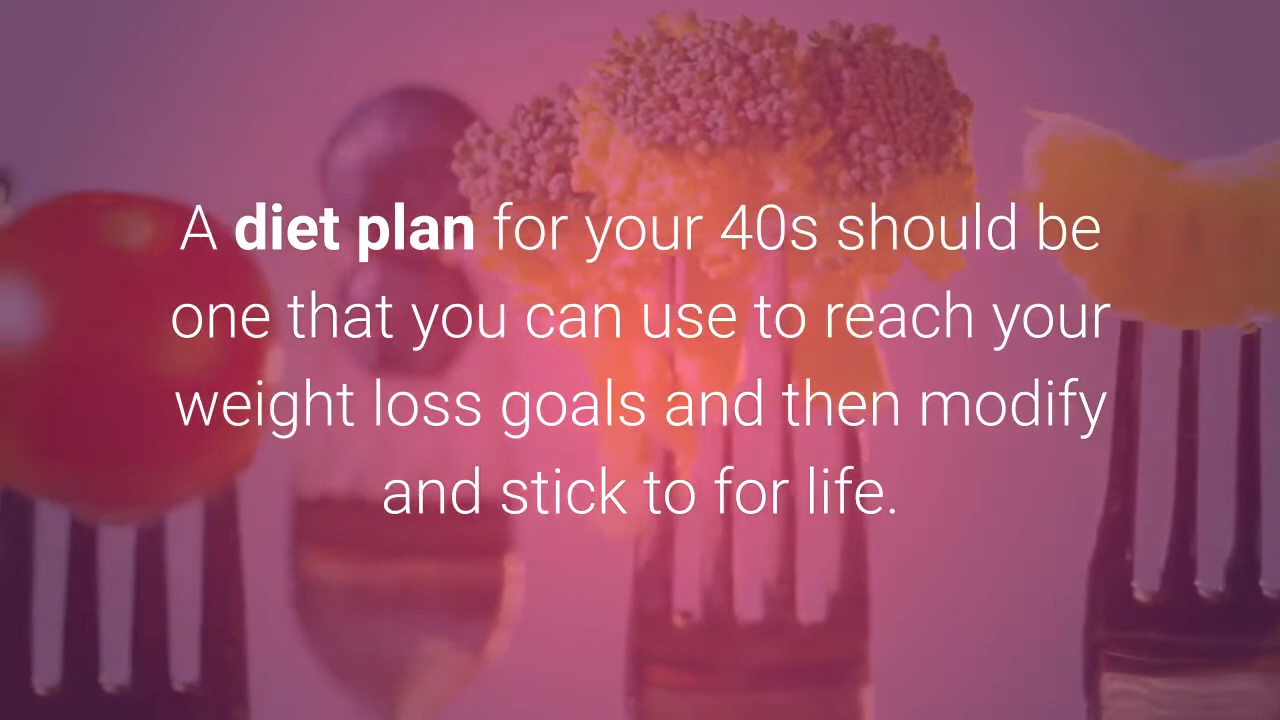 A diet plan for your 40s should be
one that you can use to reach your
weight loss goals and then modify
and stick to for life.